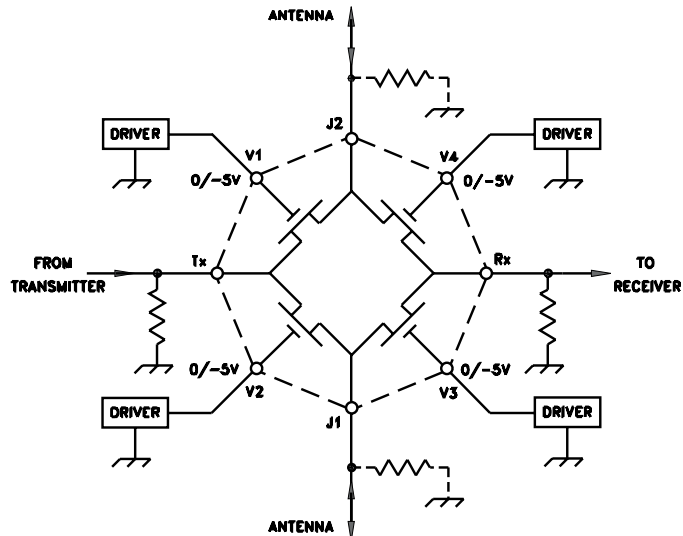 ANTENNA
J2
DRIVER
DRIVER
V1
V4
0/-5V
0/-5V
FROM
TRANSMITTER
Tx
Rx
TO
RECEIVER
0/-5V
0/-5V
V2
V3
DRIVER
DRIVER
J1
ANTENNA